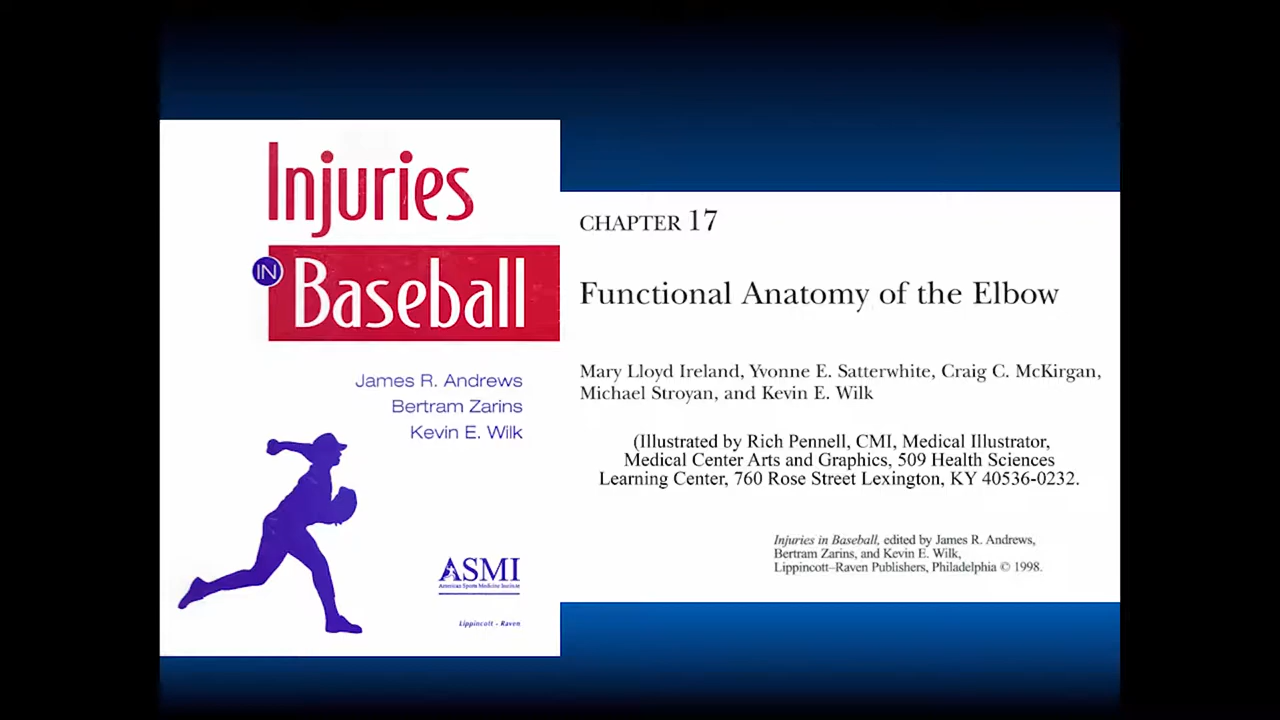 Injuries
IN
Baseball
James R. Andrews
Bertram Zarins
Kevin E. Wilk
ASMI
American Sports Medicine Institute
Lippincott - Raven
CHAPTER 17
Functional Anatomy of the Elbow
Mary Lloyd Ireland, Yvonne E. Satterwhite, Craig C. McKirgan,
Michael Stroyan, and Kevin E. Wilk
(Illustrated by Rich Pennell, CMI, Medical Illustrator,
Medical Center Arts and Graphics, 509 Health Sciences
Learning Center, 760 Rose Street Lexington, KY 40536-0232.
Injuries in Baseball, edited by James R. Andrews,
Bertram Zarins, and Kevin E. Wilk,
Lippincott–Raven Publishers, Philadelphia © 1998.